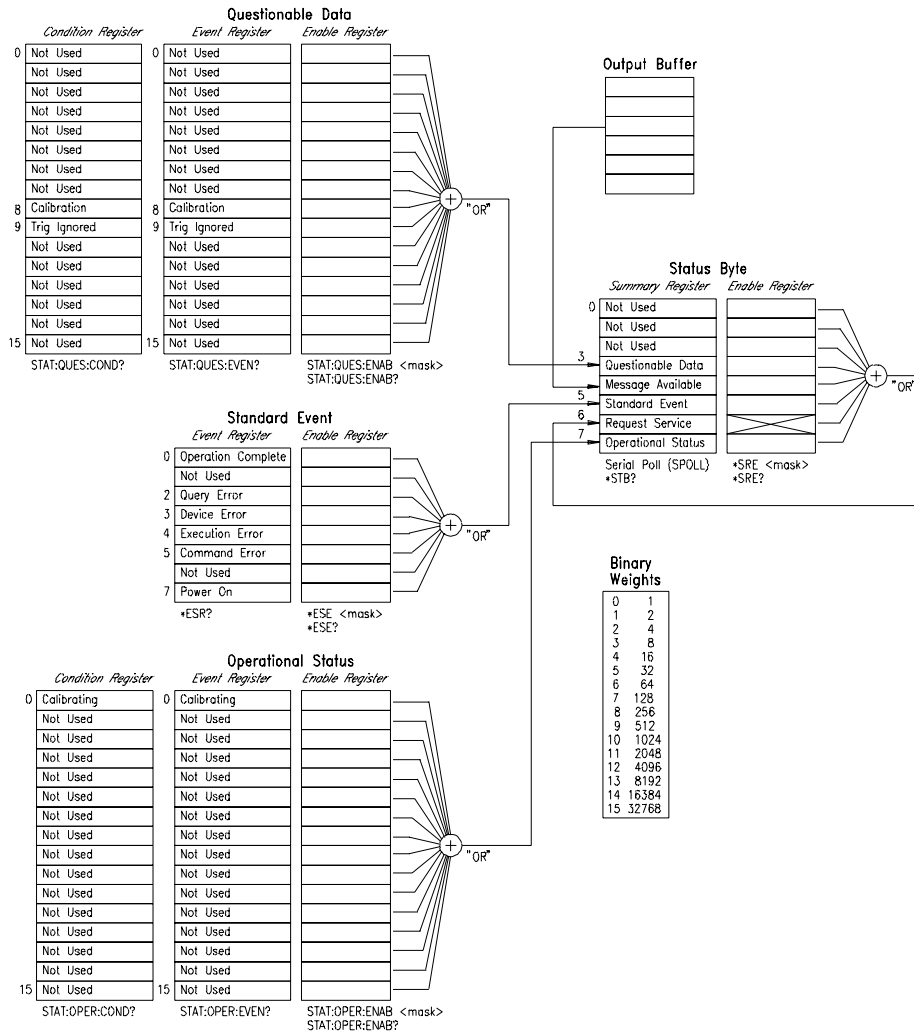 Questionable Data
Condition Register Event Register Enable Register
0 Not Used 0 Not Used
Not Used Not Used
Not Used Not Used
Not Used Not Used
Not Used Not Used
Not Used Not Used
Not Used Not Used
Not Used Not Used
8 Calibration 8 Calibration
9 Trig Ignored 9 Trig Ignored
Not Used Not Used
Not Used Not Used
Not Used Not Used
Not Used Not Used
Not Used Not Used
15 Not Used 15 Not Used
STAT:QUES:COND? STAT:QUES:EVEN? STAT:QUES:ENAB <mask>
STAT:QUES:ENAB?
+
"OR"
Output Buffer
Status Byte
Summary Register Enable Register
0 Not Used
Not Used
Not Used
3 Questionable Data
Message Available
5 Standard Event
6 Request Service
7 Operational Status
Serial Poll (SPOLL) *SRE <mask>
*STB? *SRE?
+
"OR"
Standard Event
Event Register Enable Register
0 Operation Complete
Not Used
2 Query Error
3 Device Error
4 Execution Error
5 Command Error
Not Used
7 Power On
*ESR? *ESE <mask>
*ESE?
+
"OR"
Binary
Weights
0 1
1 2
2 4
3 8
4 16
5 32
6 64
7 128
8 256
9 512
10 1024
11 2048
12 4096
13 8192
14 16384
15 32768
Operational Status
Condition Register Event Register Enable Register
0 Calibrating 0 Calibrating
Not Used Not Used
Not Used Not Used
Not Used Not Used
Not Used Not Used
Not Used Not Used
Not Used Not Used
Not Used Not Used
Not Used Not Used
Not Used Not Used
Not Used Not Used
Not Used Not Used
Not Used Not Used
Not Used Not Used
Not Used Not Used
15 Not Used 15 Not Used
STAT:OPER:COND? STAT:OPER:EVEN? STAT:OPER:ENAB <mask>
STAT:OPER:ENAB?
+
"OR"